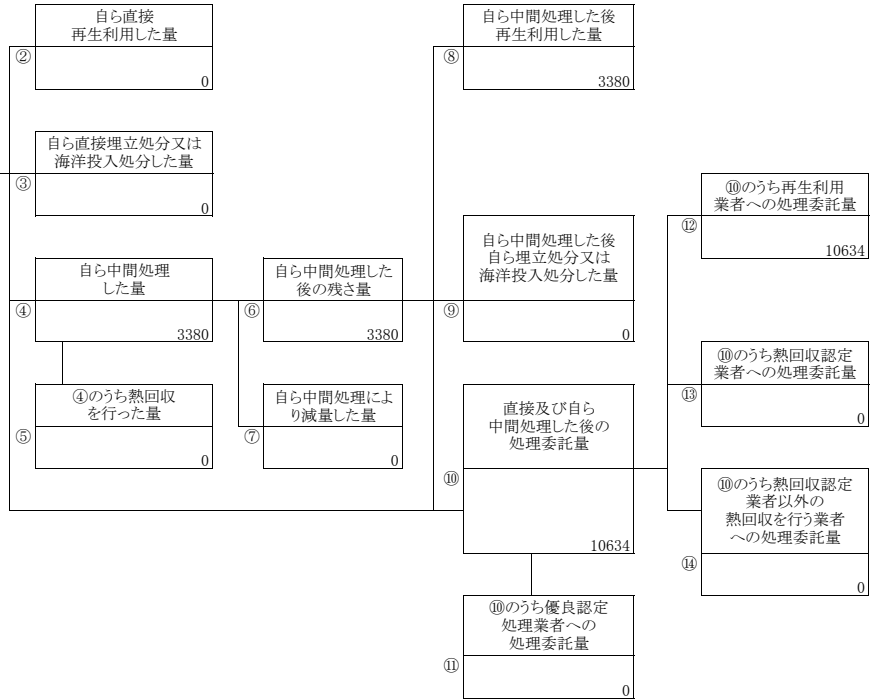 自ら直接
再生利用した量
②
0
自ら直接埋立処分又は
海洋投入処分した量
③
0
自ら中間処理
した量
④
3380
④のうち熱回収
を行った量
⑤
0
自ら中間処理した
後の残さ量
⑥
3380
自ら中間処理によ
り減量した量
⑦
0
自ら中間処理した後
再生利用した量
⑧
3380
自ら中間処理した後
自ら埋立処分又は
海洋投入処分した量
⑨
0
直接及び自ら
中間処理した後の
処理委託量
⑩
10634
⑩のうち優良認定
処理業者への
処理委託量
⑪
0
⑩のうち再生利用
業者への処理委託量
⑫
10634
⑩のうち熱回収認定
業者への処理委託量
⑬
0
⑩のうち熱回収認定
業者以外の
熱回収を行う業者
への処理委託量
⑭
0